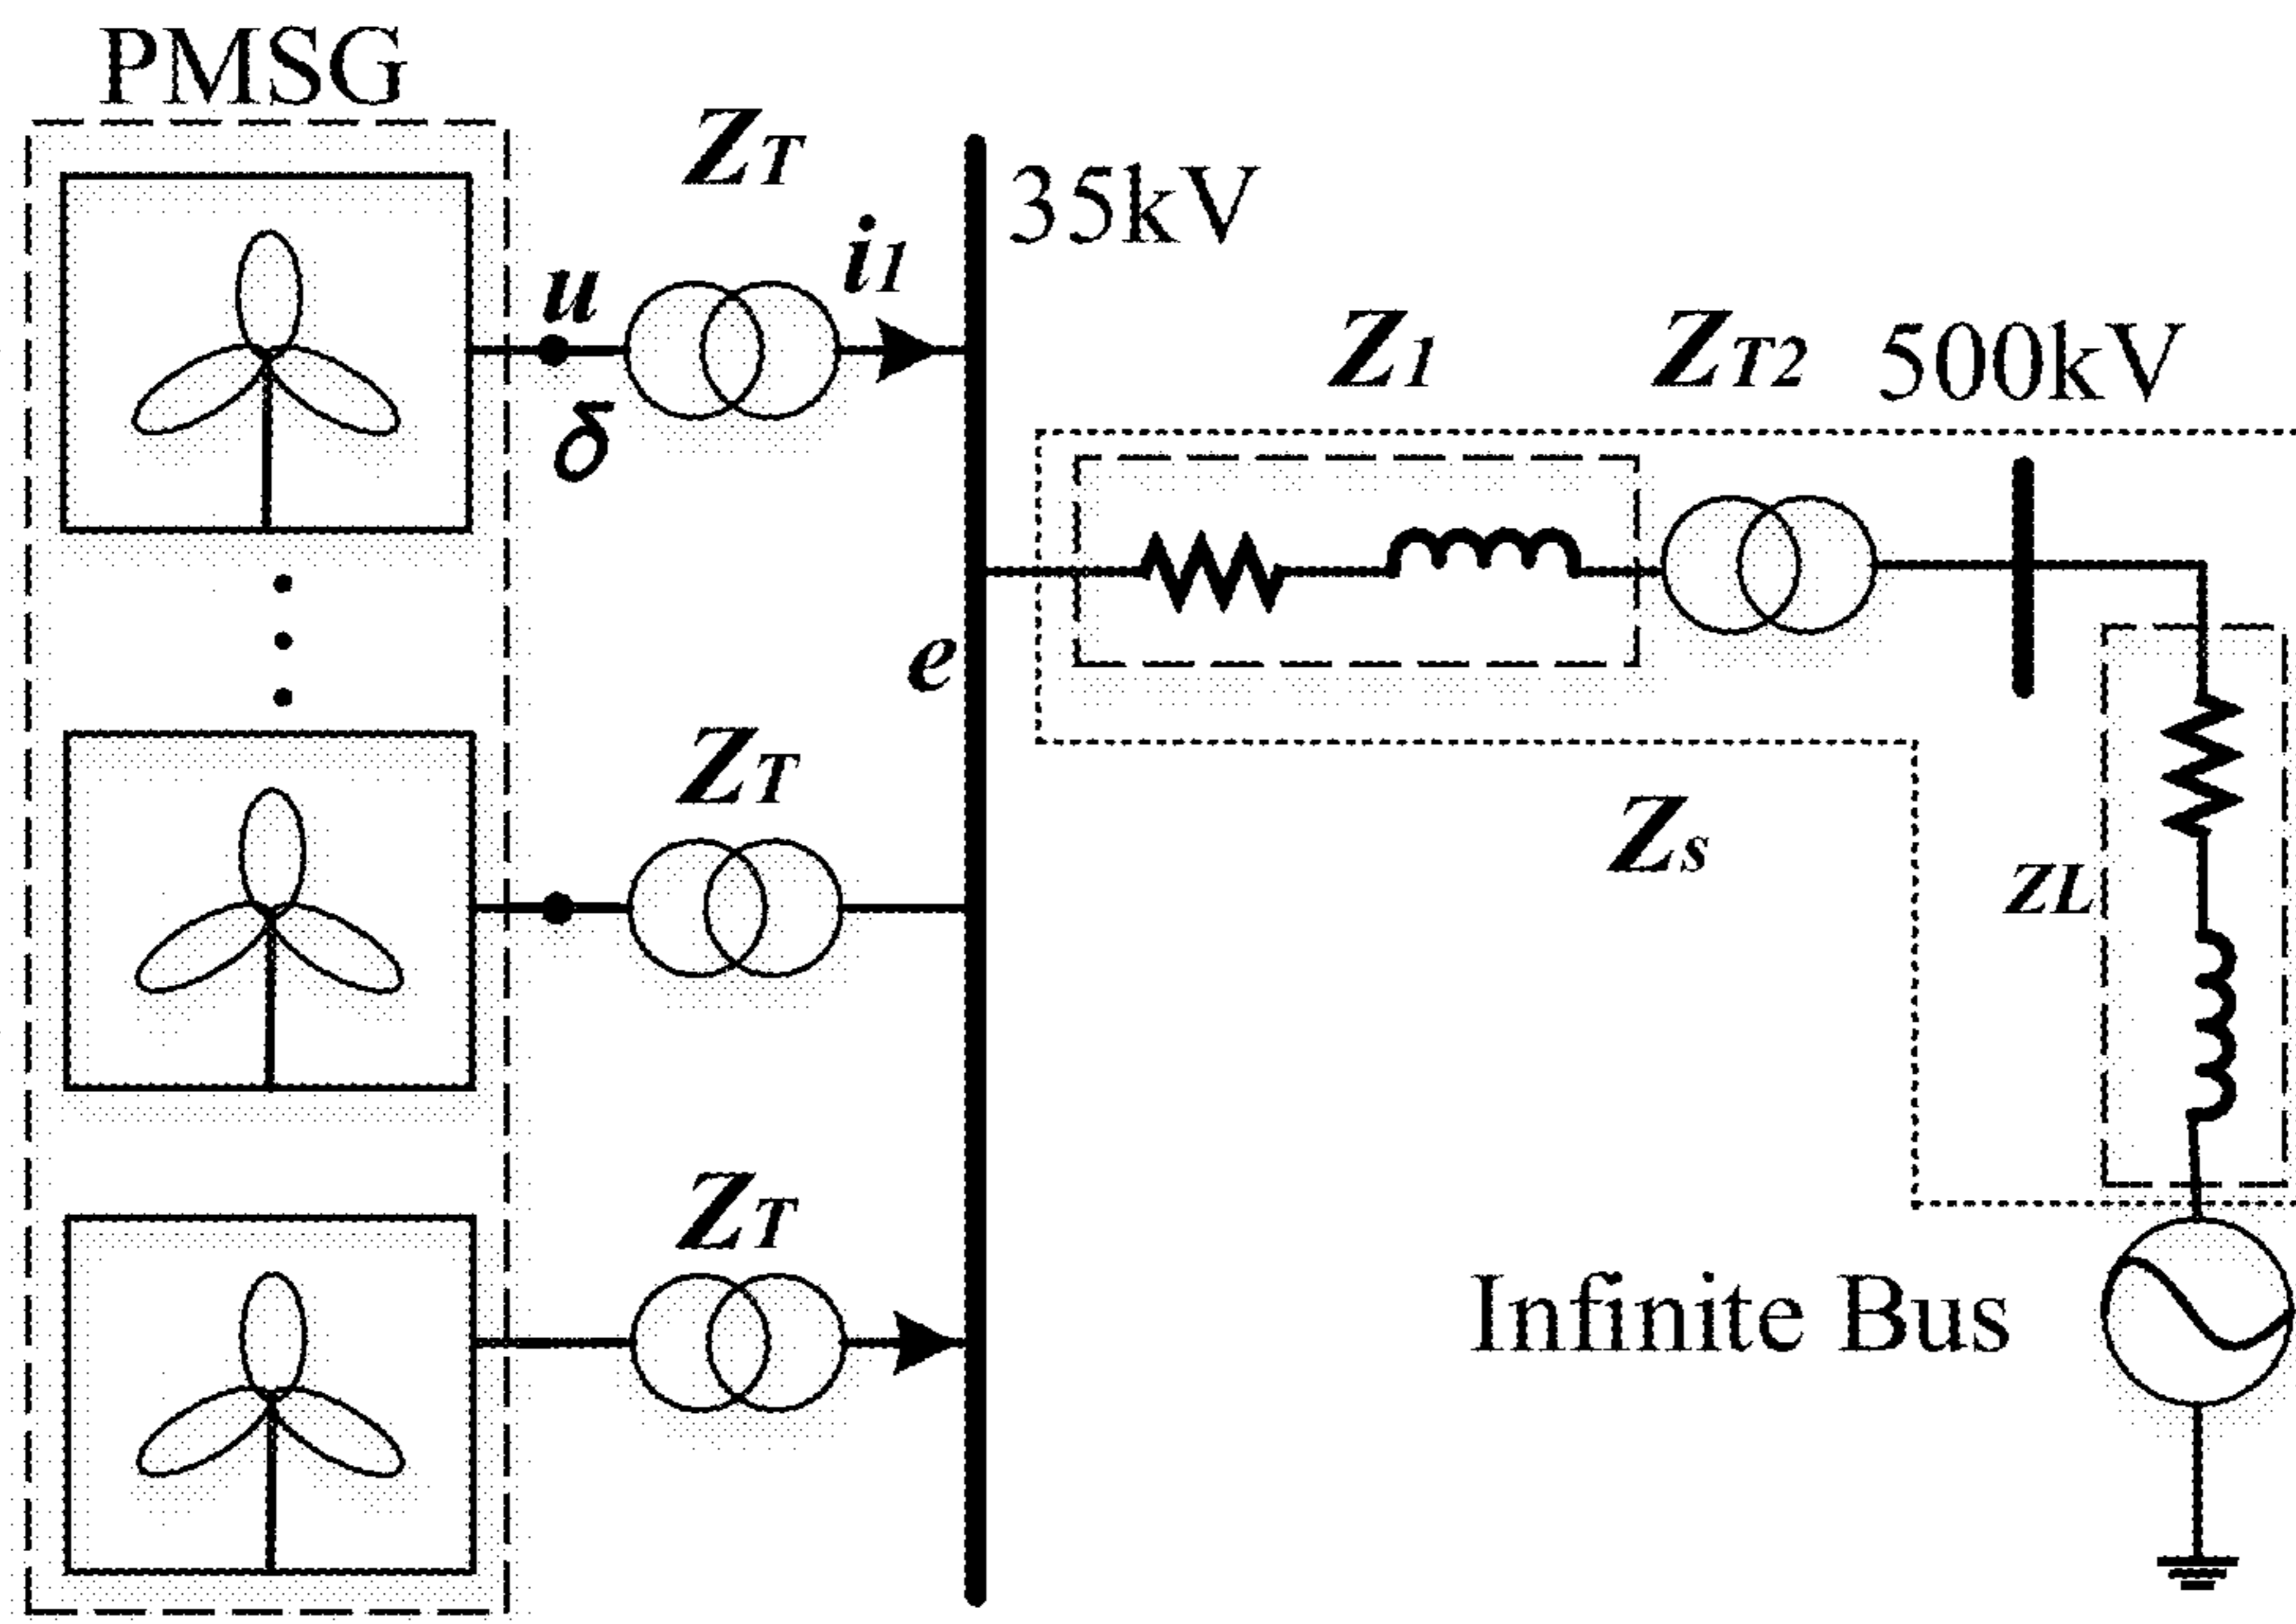 PMSG
ZT
35kV
i1
u
δ
Z1
ZT2
500kV
e
ZT
Zs
ZL
ZT
Infinite Bus